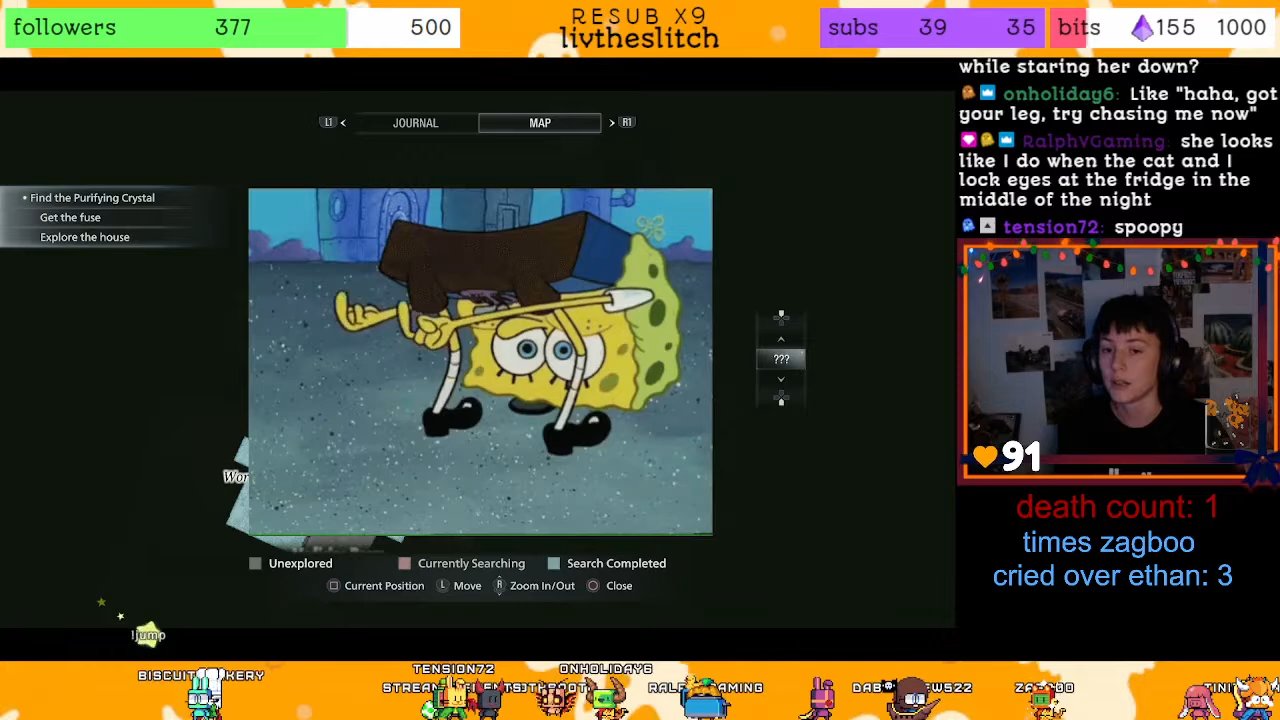 followers 377 500
RESUB X9
livtheslitch
subs 39 35
bits 155 1000
while staring her down?
onholiday6: Like "haha, got
your leg, try chasing me now"
RalphVGaming: she looks
like I do when the cat and I
lock eyes at the fridge in the
middle of the night
tension72: spoopy
L1 < JOURNAL MAP > R1
• Find the Purifying Crystal
Get the fuse
Explore the house
???
Wor
Unexplored Currently Searching Search Completed
Current Position L Move R Zoom In/Out Close
91
death count: 1
times zagboo
cried over ethan: 3
!jump
TENSION72 ONHOLIDAY6